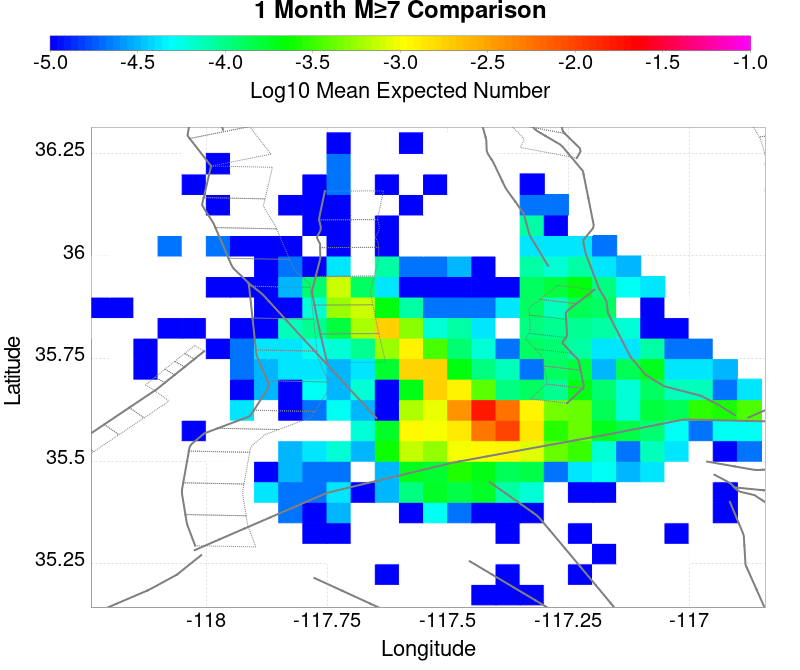 1 Month M≥7 Comparison
-5.0 -4.5 -4.0 -3.5 -3.0 -2.5 -2.0 -1.5 -1.0
Log10 Mean Expected Number
36.25
36
35.75
35.5
35.25
Latitude
-118 -117.75 -117.5 -117.25 -117
Longitude